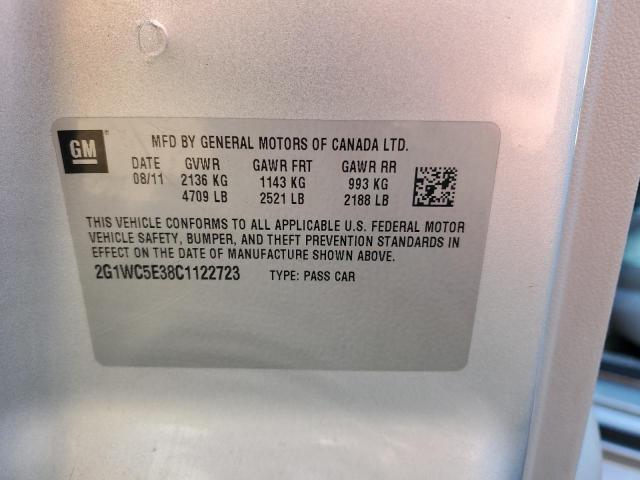 GM
MFD BY GENERAL MOTORS OF CANADA LTD.
DATE GVWR GAWR FRT GAWR RR
08/11 2136 KG 1143 KG 993 KG
4709 LB 2521 LB 2188 LB
THIS VEHICLE CONFORMS TO ALL APPLICABLE U.S. FEDERAL MOTOR
VEHICLE SAFETY, BUMPER, AND THEFT PREVENTION STANDARDS IN
EFFECT ON THE DATE OF MANUFACTURE SHOWN ABOVE.
2G1WC5E38C1122723 TYPE: PASS CAR